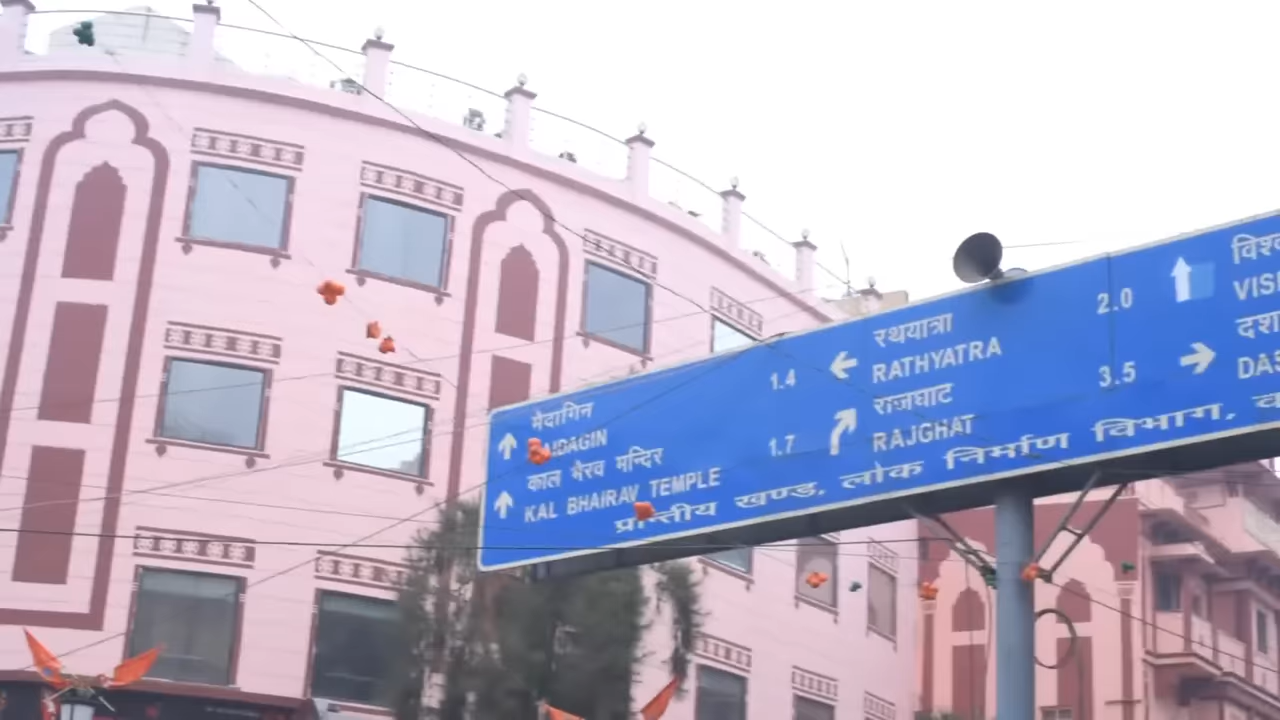 मैदागिन
काल भैरव मन्दिर
KAL BHAIRAV TEMPLE
1.4
1.7
रथयात्रा
RATHYATRA
राजघाट
RAJGHAT
2.0
3.5
प्रान्तीय खण्ड, लोक निर्माण विभाग,